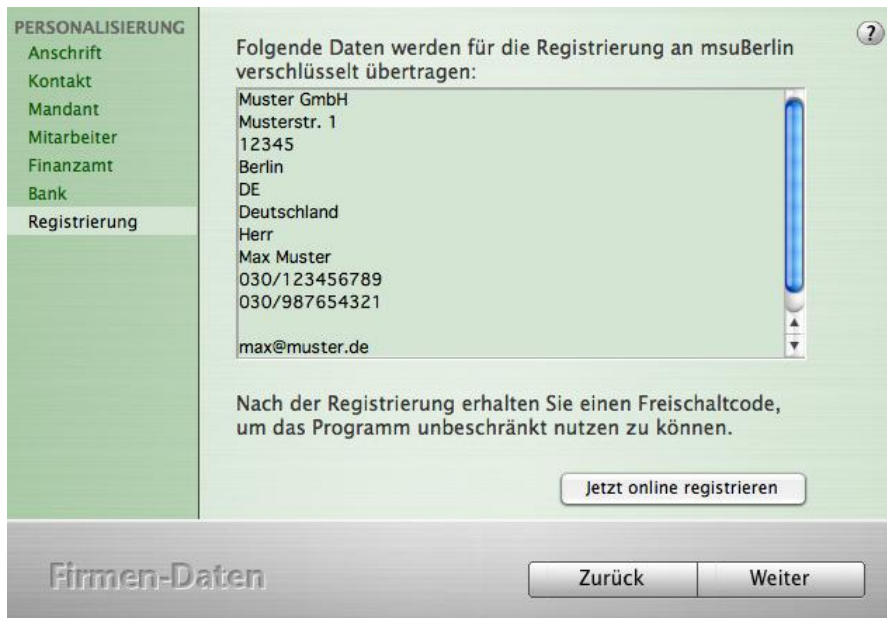 PERSONALISIERUNG
Anschrift
Kontakt
Mandant
Mitarbeiter
Finanzamt
Bank
Registrierung
?
Folgende Daten werden für die Registrierung an msuBerlin
verschlüsselt übertragen:
Muster GmbH
Musterstr. 1
12345
Berlin
DE
Deutschland
Herr
Max Muster
030/123456789
030/987654321
max@muster.de
Nach der Registrierung erhalten Sie einen Freischaltcode,
um das Programm unbeschränkt nutzen zu können.
Jetzt online registrieren
Firmen-Daten
Zurück
Weiter